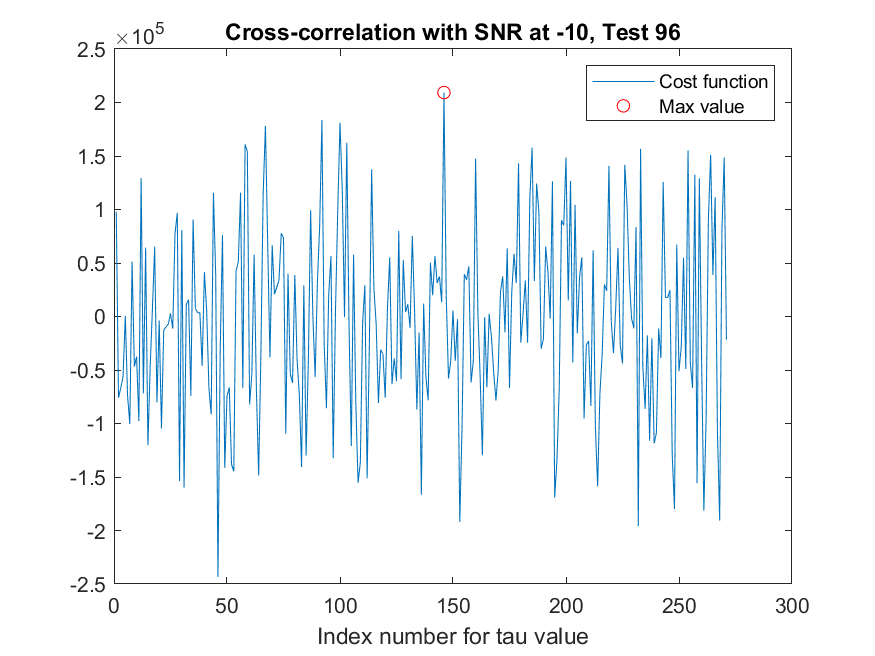 Cross-correlation with SNR at -10, Test 96
×10⁵
2.5
2
1.5
1
0.5
0
-0.5
-1
-1.5
-2
-2.5
Cost function
Max value
0 50 100 150 200 250 300
Index number for tau value